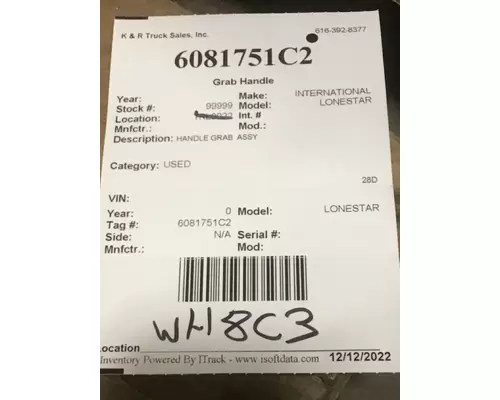 K & R Truck Sales, Inc. 616-392-8377
6081751C2
Grab Handle
Year: Make: INTERNATIONAL
Stock #: 99999 Model: LONESTAR
Location: Int. #
Mnfctr.: Mod.:
Description: HANDLE GRAB ASSY
Category: USED
28D
VIN:
Year: 0 Model: LONESTAR
Tag #: 6081751C2
Side: N/A Serial #:
Mnfctr.: Mod:
WH8C3
Location
Inventory Powered By ITrack - www.isoftdata.com 12/12/2022